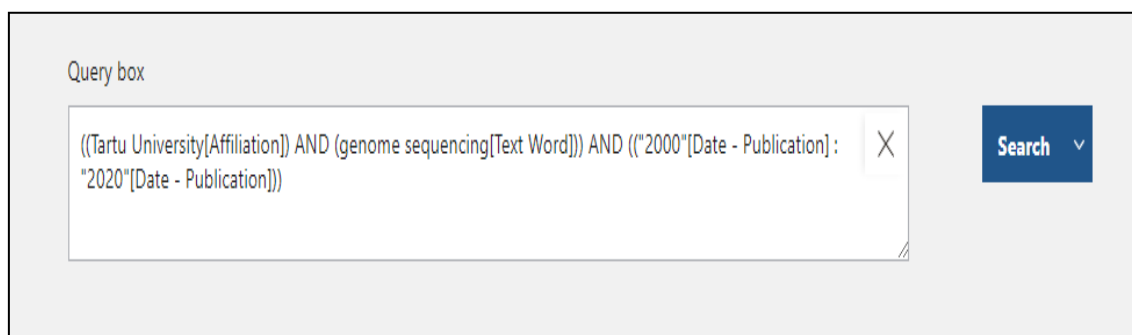 Query box
((Tartu University[Affiliation]) AND (genome sequencing[Text Word])) AND (("2000"[Date - Publication] :
"2020"[Date - Publication]))
Search